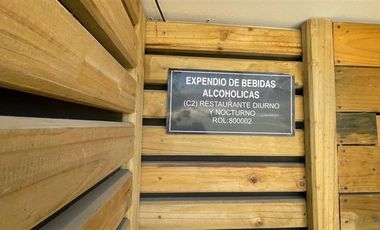 EXPENDIO DE BEBIDAS
ALCOHOLICAS
(C2) RESTAURANTE DIURNO
Y NOCTURNO
ROL:800002